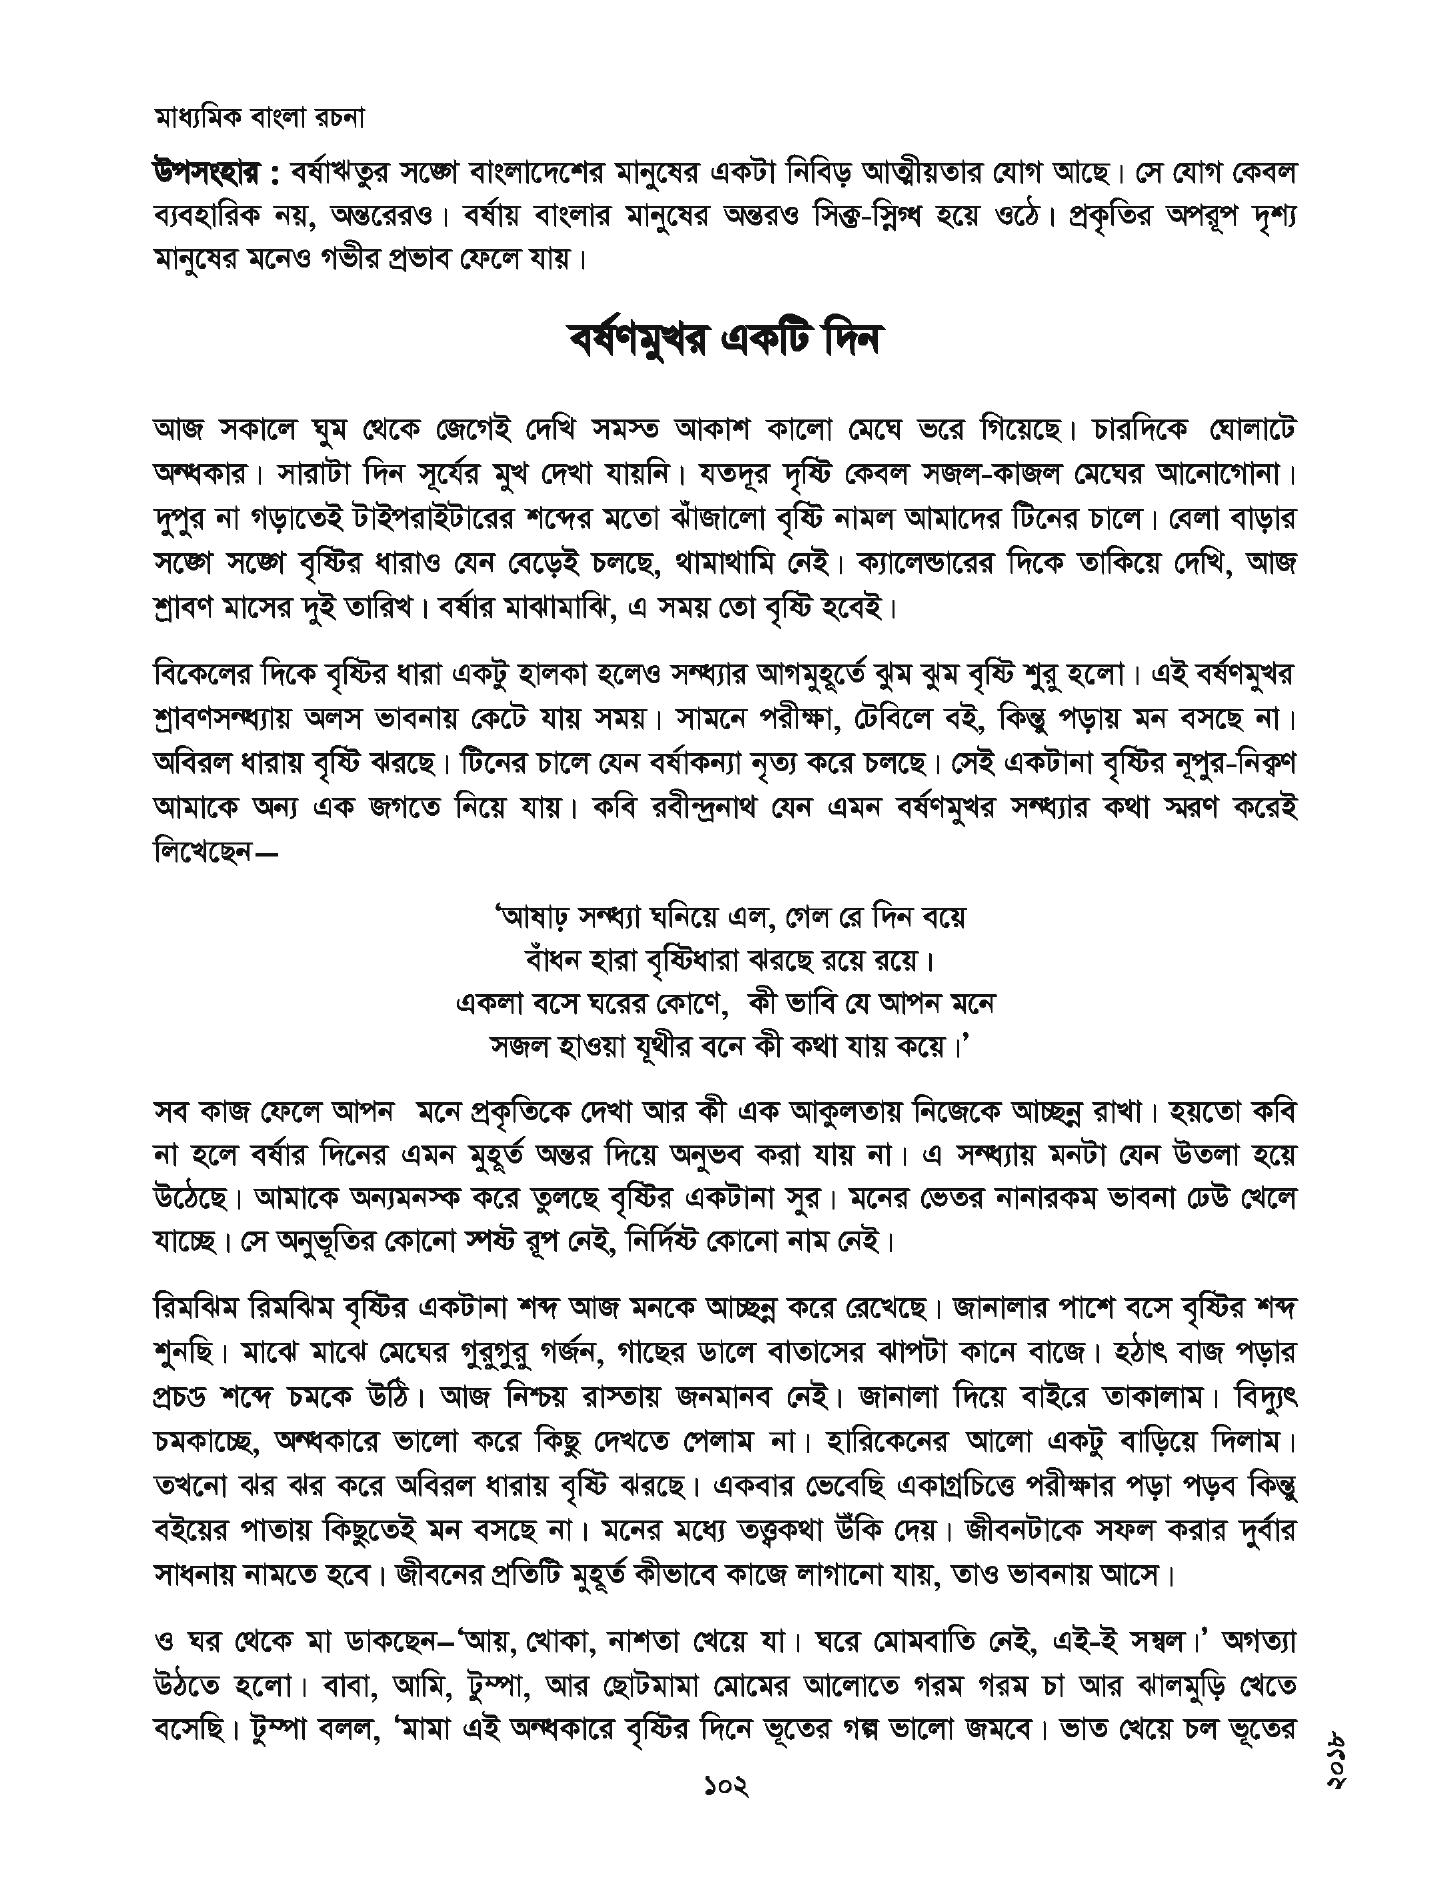 মাধ্যমিক বাংলা রচনা
উপসংহার : বর্ষাঋতুর সঙ্গে বাংলাদেশের মানুষের একটা নিবিড় আত্মীয়তার যোগ আছে। সে যোগ কেবল
ব্যবহারিক নয়, অন্তরেরও। বর্ষায় বাংলার মানুষের অন্তরও সিক্ত-স্নিগ্ধ হয়ে ওঠে। প্রকৃতির অপরূপ দৃশ্য
মানুষের মনেও গভীর প্রভাব ফেলে যায়।
বর্ষণমুখর একটি দিন
আজ সকালে ঘুম থেকে জেগেই দেখি সমস্ত আকাশ কালো মেঘে ভরে গিয়েছে। চারদিকে ঘোলাটে
অন্ধকার। সারাটা দিন সূর্যের মুখ দেখা যায়নি। যতদূর দৃষ্টি কেবল সজল-কাজল মেঘের আনোগোনা।
দুপুর না গড়াতেই টাইপরাইটারের শব্দের মতো ঝাঁজালো বৃষ্টি নামল আমাদের টিনের চালে। বেলা বাড়ার
সঙ্গে সঙ্গে বৃষ্টির ধারাও যেন বেড়েই চলছে, থামাথামি নেই। ক্যালেন্ডারের দিকে তাকিয়ে দেখি, আজ
শ্রাবণ মাসের দুই তারিখ। বর্ষার মাঝামাঝি, এ সময় তো বৃষ্টি হবেই।
বিকেলের দিকে বৃষ্টির ধারা একটু হালকা হলেও সন্ধ্যার আগমুহূর্তে ঝুম ঝুম বৃষ্টি শুরু হলো। এই বর্ষণমুখর
শ্রাবণসন্ধ্যায় অলস ভাবনায় কেটে যায় সময়। সামনে পরীক্ষা, টেবিলে বই, কিন্তু পড়ায় মন বসছে না।
অবিরল ধারায় বৃষ্টি ঝরছে। টিনের চালে যেন বর্ষাকন্যা নৃত্য করে চলছে। সেই একটানা বৃষ্টির নূপুর-নিক্বণ
আমাকে অন্য এক জগতে নিয়ে যায়। কবি রবীন্দ্রনাথ যেন এমন বর্ষণমুখর সন্ধ্যার কথা স্মরণ করেই
লিখেছেন—
‘আষাঢ় সন্ধ্যা ঘনিয়ে এল, গেল রে দিন বয়ে
বাঁধন হারা বৃষ্টিধারা ঝরছে রয়ে রয়ে।
একলা বসে ঘরের কোণে, কী ভাবি যে আপন মনে
সজল হাওয়া যূথীর বনে কী কথা যায় কয়ে।’
সব কাজ ফেলে আপন মনে প্রকৃতিকে দেখা আর কী এক আকুলতায় নিজেকে আচ্ছন্ন রাখা। হয়তো কবি
না হলে বর্ষার দিনের এমন মুহূর্ত অন্তর দিয়ে অনুভব করা যায় না। এ সন্ধ্যায় মনটা যেন উতলা হয়ে
উঠেছে। আমাকে অন্যমনস্ক করে তুলছে বৃষ্টির একটানা সুর। মনের ভেতর নানারকম ভাবনা ঢেউ খেলে
যাচ্ছে। সে অনুভূতির কোনো স্পষ্ট রূপ নেই, নির্দিষ্ট কোনো নাম নেই।
রিমঝিম রিমঝিম বৃষ্টির একটানা শব্দ আজ মনকে আচ্ছন্ন করে রেখেছে। জানালার পাশে বসে বৃষ্টির শব্দ
শুনছি। মাঝে মাঝে মেঘের গুরুগুরু গর্জন, গাছের ডালে বাতাসের ঝাপটা কানে বাজে। হঠাৎ বাজ পড়ার
প্রচণ্ড শব্দে চমকে উঠি। আজ নিশ্চয় রাস্তায় জনমানব নেই। জানালা দিয়ে বাইরে তাকালাম। বিদ্যুৎ
চমকাচ্ছে, অন্ধকারে ভালো করে কিছু দেখতে পেলাম না। হারিকেনের আলো একটু বাড়িয়ে দিলাম।
তখনো ঝর ঝর করে অবিরল ধারায় বৃষ্টি ঝরছে। একবার ভেবেছি একাগ্রচিত্তে পরীক্ষার পড়া পড়ব কিন্তু
বইয়ের পাতায় কিছুতেই মন বসছে না। মনের মধ্যে তত্ত্বকথা উঁকি দেয়। জীবনটাকে সফল করার দুর্বার
সাধনায় নামতে হবে। জীবনের প্রতিটি মুহূর্ত কীভাবে কাজে লাগানো যায়, তাও ভাবনায় আসে।
ও ঘর থেকে মা ডাকছেন–‘আয়, খোকা, নাশতা খেয়ে যা। ঘরে মোমবাতি নেই, এই-ই সম্বল।’ অগত্যা
উঠতে হলো। বাবা, আমি, টুম্পা, আর ছোটমামা মোমের আলোতে গরম গরম চা আর ঝালমুড়ি খেতে
বসেছি। টুম্পা বলল, ‘মামা এই অন্ধকারে বৃষ্টির দিনে ভূতের গল্প ভালো জমবে। ভাত খেয়ে চল ভূতের
১০২
২০১৮